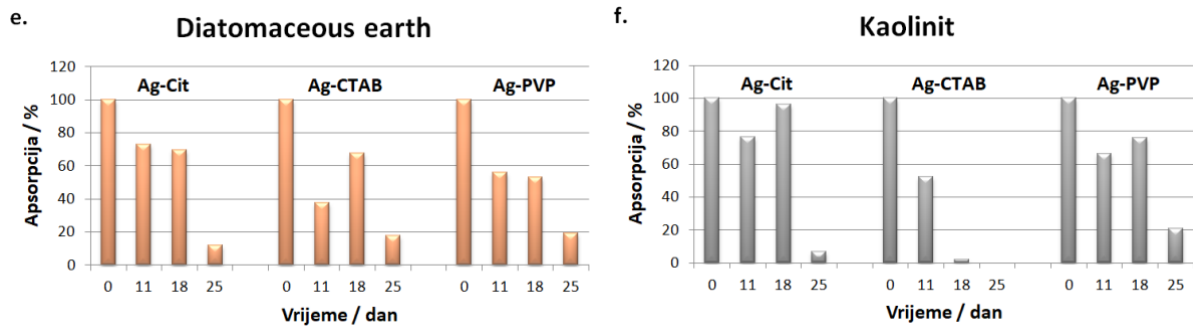 e.
Diatomaceous earth
Apsorpcija / %
120
100
80
60
40
20
0
Ag-Cit
Ag-CTAB
Ag-PVP
0 11 18 25 0 11 18 25 0 11 18 25
Vrijeme / dan
f.
Kaolinit
Apsorpcija / %
120
100
80
60
40
20
0
Ag-Cit
Ag-CTAB
Ag-PVP
0 11 18 25 0 11 18 25 0 11 18 25
Vrijeme / dan